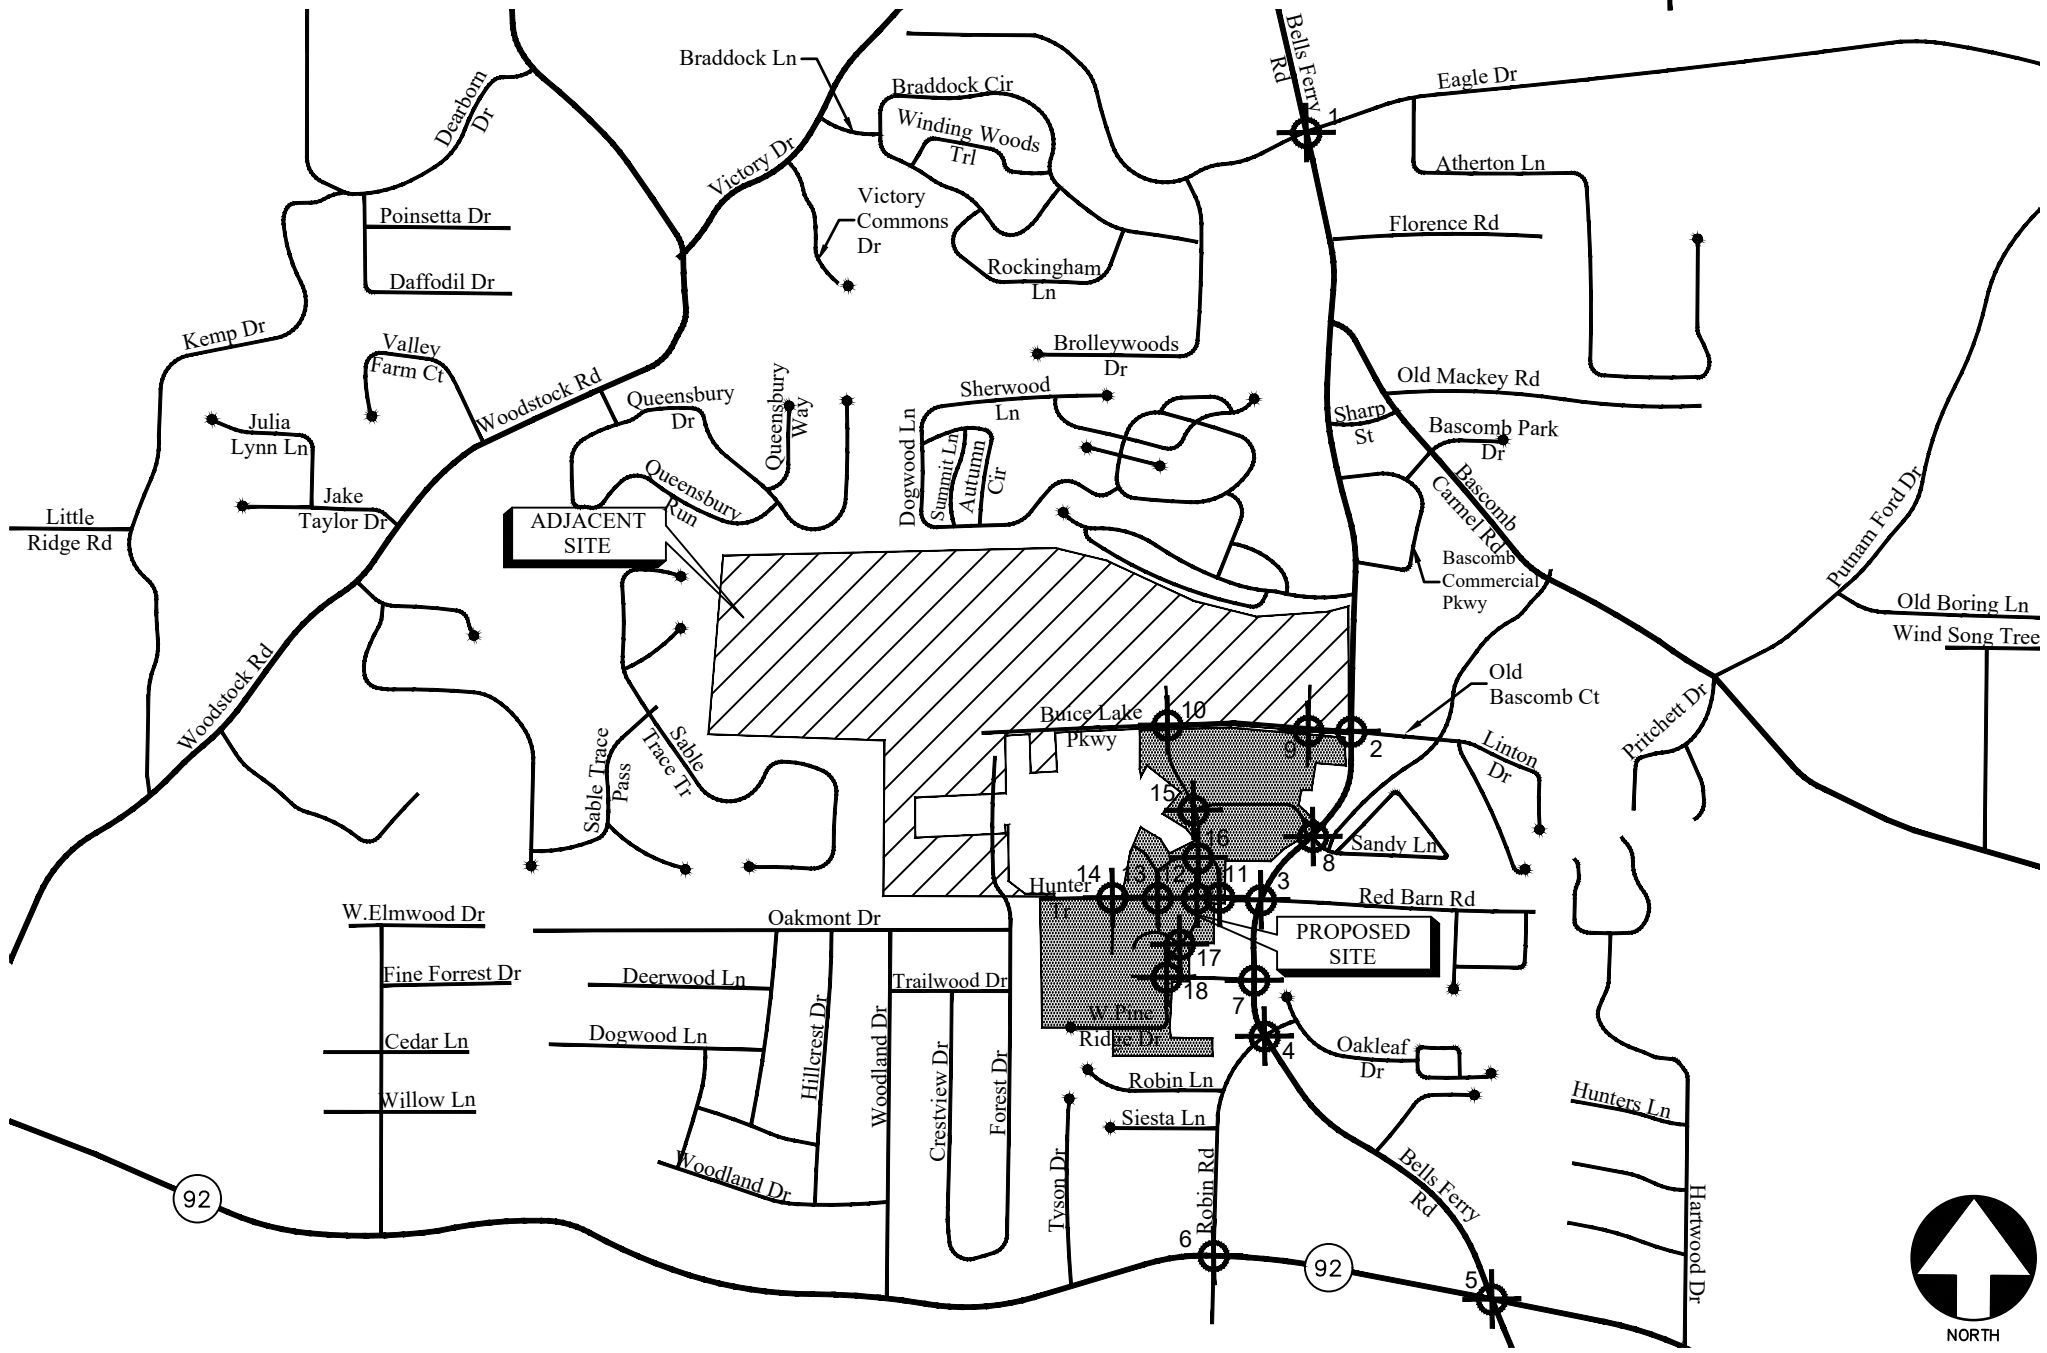 Bells Ferry
Rd
Braddock Ln
Braddock Cir
Eagle Dr
Dearborn
Dr
1
Winding Woods
Trl
Victory Dr
Atherton Ln
Victory
Commons
Dr
Poinsetta Dr
Florence Rd
Rockingham
Ln
Daffodil Dr
Kemp Dr
Valley
Farm Ct
Brolleywoods
Dr
Woodstock Rd
Queensbury
Dr
Queensbury
Way
Sherwood
Ln
Old Mackey Rd
Sharp
St
Bascomb Park
Dr
Julia
Lynn Ln
Dogwood Ln
Summit Ln
Autumn
Cir
Queensbury
Run
Bascomb
Carmel Rd
Jake
Taylor Dr
Little
Ridge Rd
ADJACENT
SITE
Putnam Ford Dr
Bascomb
Commercial
Pkwy
Old Boring Ln
Wind Song Tree
Woodstock Rd
Old
Bascomb Ct
Pritchett Dr
Buice Lake
Pkwy
10
9
2
Linton
Dr
Sable
Trace Tr
Sable Trace
Pass
15
16
8
Sandy Ln
14
13
12
11
3
Hunter
Tr
Red Barn Rd
W.Elmwood Dr
Oakmont Dr
PROPOSED
SITE
17
Fine Forrest Dr
Deerwood Ln
Trailwood Dr
18
7
W.Pine
Ridge Dr
Cedar Ln
Dogwood Ln
Hillcrest Dr
Woodland Dr
Crestview Dr
Forest Dr
4
Oakleaf
Dr
Robin Ln
Willow Ln
Siesta Ln
Hunters Ln
Woodland Dr
Tyson Dr
Robin Rd
Bells Ferry
Rd
Hartwood Dr
92
6
92
5
NORTH